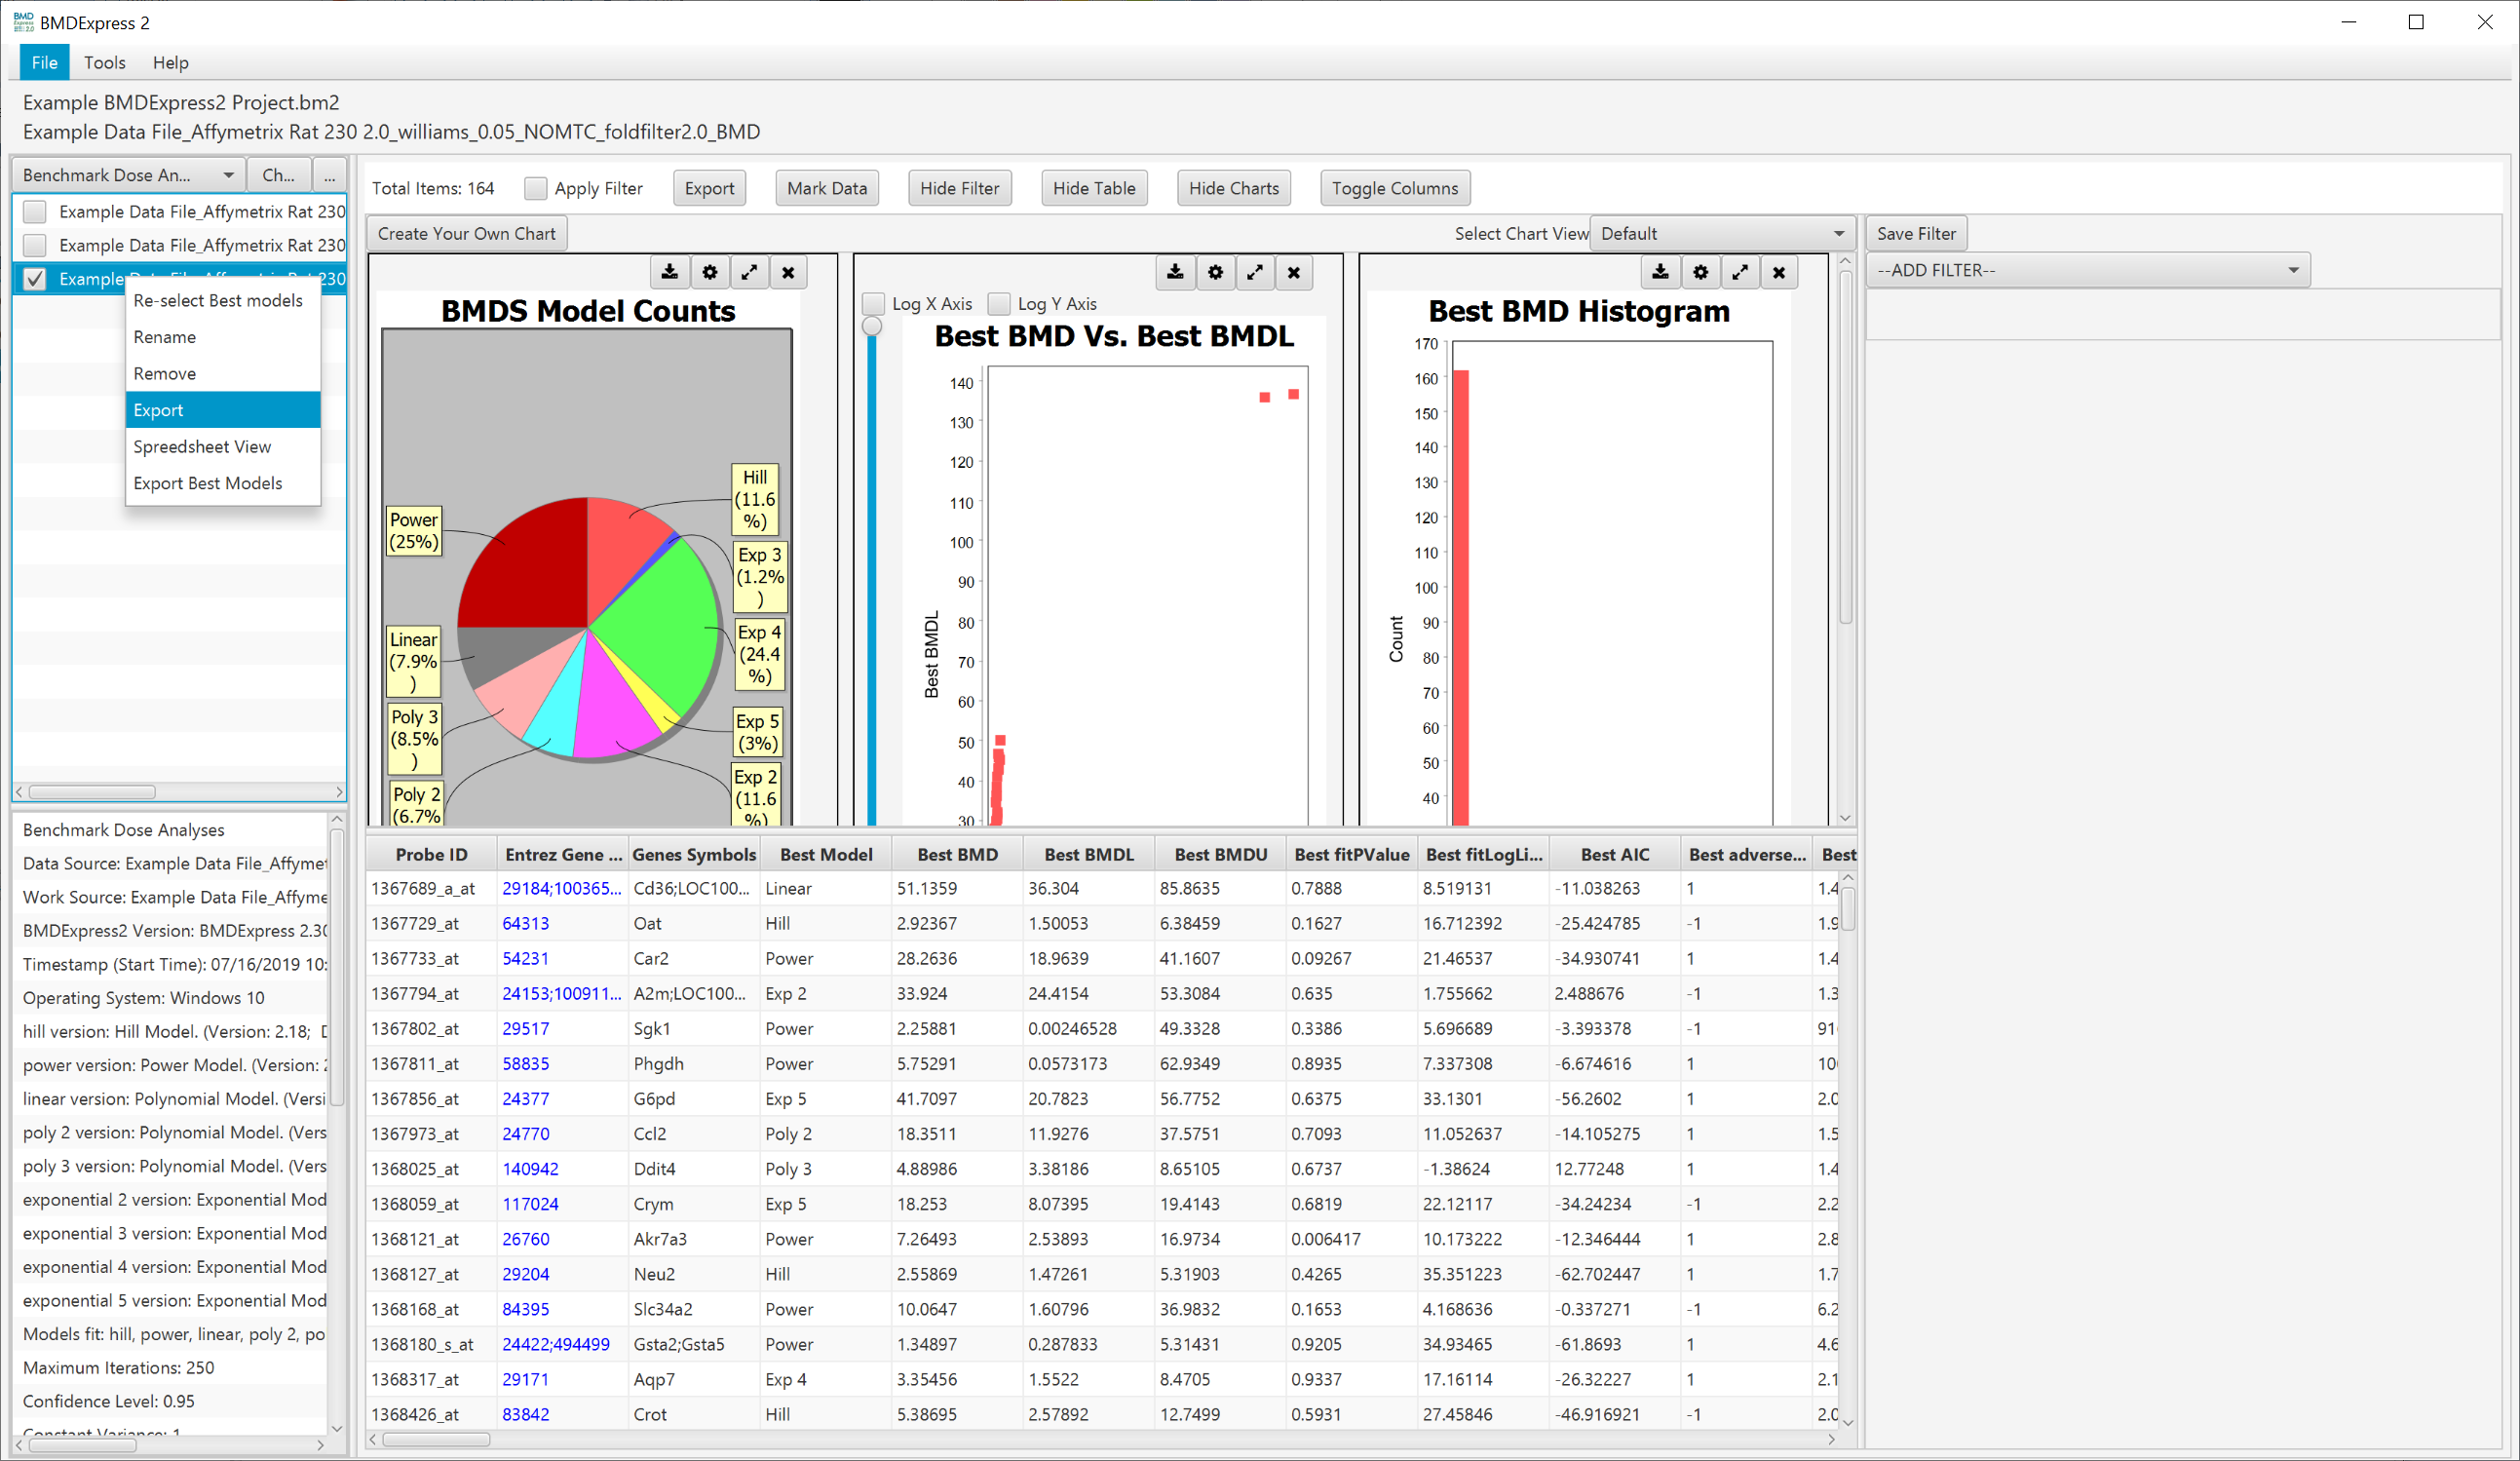 BMD Express 2.0 BMDExpress 2
File Tools Help
Example BMDExpress2 Project.bm2
Example Data File_Affymetrix Rat 230 2.0_williams_0.05_NOMTC_foldfilter2.0_BMD
Benchmark Dose An... Ch... ...
Example Data File_Affymetrix Rat 230
Example Data File_Affymetrix Rat 230
Example Data File_Affymetrix Rat 230
Re-select Best models
Rename
Remove
Export
Spreedsheet View
Export Best Models
Total Items: 164 Apply Filter Export Mark Data Hide Filter Hide Table Hide Charts Toggle Columns
Create Your Own Chart Select Chart View Default
Save Filter
--ADD FILTER--
BMDS Model Counts
Hill
(11.6
%)
Exp 3
(1.2%
)
Exp 4
(24.4
%)
Exp 5
(3%)
Exp 2
(11.6
%)
Power
(25%)
Linear
(7.9%
)
Poly 3
(8.5%
)
Poly 2
(6.7%
Log X Axis Log Y Axis
Best BMD Vs. Best BMDL
140
130
120
110
100
90
80
70
60
50
40
30
Best BMDL
Best BMD Histogram
170
160
150
140
130
120
110
100
90
80
70
60
50
40
Count
Benchmark Dose Analyses
Data Source: Example Data File_Affymet
Work Source: Example Data File_Affyme
BMDExpress2 Version: BMDExpress 2.30
Timestamp (Start Time): 07/16/2019 10:
Operating System: Windows 10
hill version: Hill Model. (Version: 2.18; D
power version: Power Model. (Version: 2
linear version: Polynomial Model. (Versi
poly 2 version: Polynomial Model. (Vers
poly 3 version: Polynomial Model. (Vers
exponential 2 version: Exponential Mod
exponential 3 version: Exponential Mod
exponential 4 version: Exponential Mod
exponential 5 version: Exponential Mod
Models fit: hill, power, linear, poly 2, po
Maximum Iterations: 250
Confidence Level: 0.95
Constant Variance: 1
Probe ID Entrez Gene ... Genes Symbols Best Model Best BMD Best BMDL Best BMDU Best fitPValue Best fitLogLi... Best AIC Best adverse... Best
1367689_a_at 29184;100365... Cd36;LOC100... Linear 51.1359 36.304 85.8635 0.7888 8.519131 -11.038263 1 1.4
1367729_at 64313 Oat Hill 2.92367 1.50053 6.38459 0.1627 16.712392 -25.424785 -1 1.9
1367733_at 54231 Car2 Power 28.2636 18.9639 41.1607 0.09267 21.46537 -34.930741 1 1.4
1367794_at 24153;100911... A2m;LOC100... Exp 2 33.924 24.4154 53.3084 0.635 1.755662 2.488676 -1 1.3
1367802_at 29517 Sgk1 Power 2.25881 0.00246528 49.3328 0.3386 5.696689 -3.393378 -1 91
1367811_at 58835 Phgdh Power 5.75291 0.0573173 62.9349 0.8935 7.337308 -6.674616 1 10
1367856_at 24377 G6pd Exp 5 41.7097 20.7823 56.7752 0.6375 33.1301 -56.2602 1 2.0
1367973_at 24770 Ccl2 Poly 2 18.3511 11.9276 37.5751 0.7093 11.052637 -14.105275 1 1.5
1368025_at 140942 Ddit4 Poly 3 4.88986 3.38186 8.65105 0.6737 -1.38624 12.77248 1 1.4
1368059_at 117024 Crym Exp 5 18.253 8.07395 19.4143 0.6819 22.12117 -34.24234 -1 2.2
1368121_at 26760 Akr7a3 Power 7.26493 2.53893 16.9734 0.006417 10.173222 -12.346444 1 2.8
1368127_at 29204 Neu2 Hill 2.55869 1.47261 5.31903 0.4265 35.351223 -62.702447 1 1.7
1368168_at 84395 Slc34a2 Power 10.0647 1.60796 36.9832 0.1653 4.168636 -0.337271 -1 6.2
1368180_s_at 24422;494499 Gsta2;Gsta5 Power 1.34897 0.287833 5.31431 0.9205 34.93465 -61.8693 1 4.6
1368317_at 29171 Aqp7 Exp 4 3.35456 1.5522 8.4705 0.9337 17.16114 -26.32227 1 2.1
1368426_at 83842 Crot Hill 5.38695 2.57892 12.7499 0.5931 27.45846 -46.916921 -1 2.0